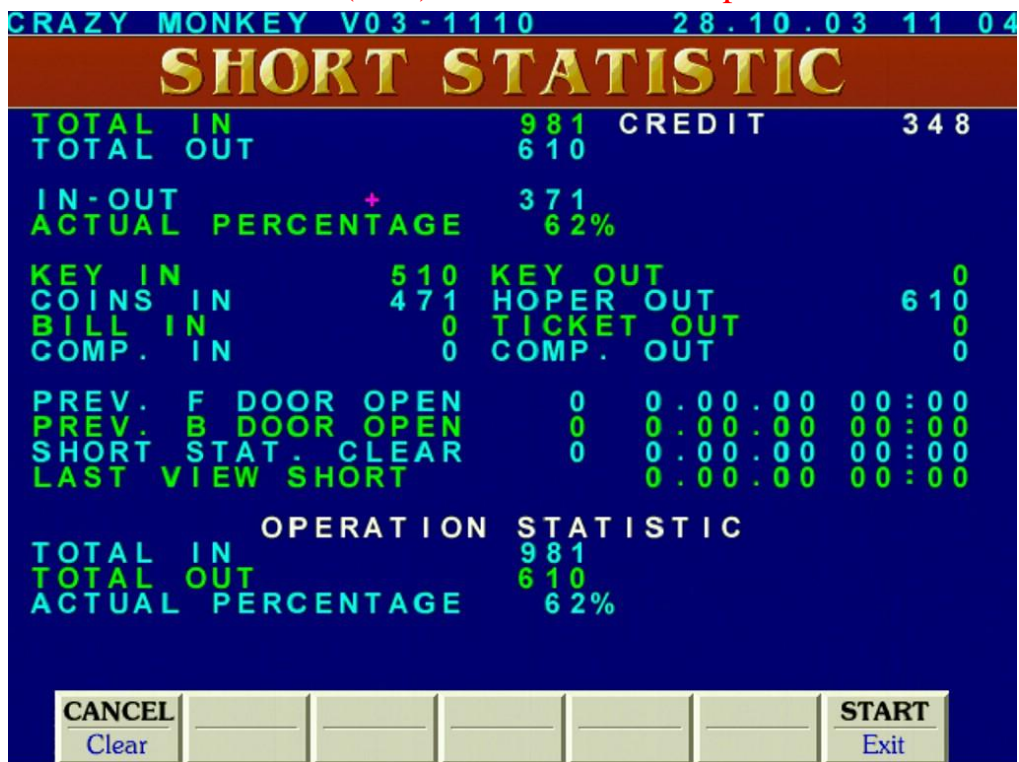 CRAZY MONKEY V03-1110 28.10.03 11 04
SHORT STATISTIC
TOTAL IN 981 CREDIT 348
TOTAL OUT 610
IN-OUT + 371
ACTUAL PERCENTAGE 62%
KEY IN 510 KEY OUT 0
COINS IN 471 HOPER OUT 610
BILL IN 0 TICKET OUT 0
COMP. IN 0 COMP. OUT 0
PREV. F DOOR OPEN 0 0.00.00 00:00
PREV. B DOOR OPEN 0 0.00.00 00:00
SHORT STAT. CLEAR 0 0.00.00 00:00
LAST VIEW SHORT 0.00.00 00:00
OPERATION STATISTIC
TOTAL IN 981
TOTAL OUT 610
ACTUAL PERCENTAGE 62%
CANCEL START
Clear Exit